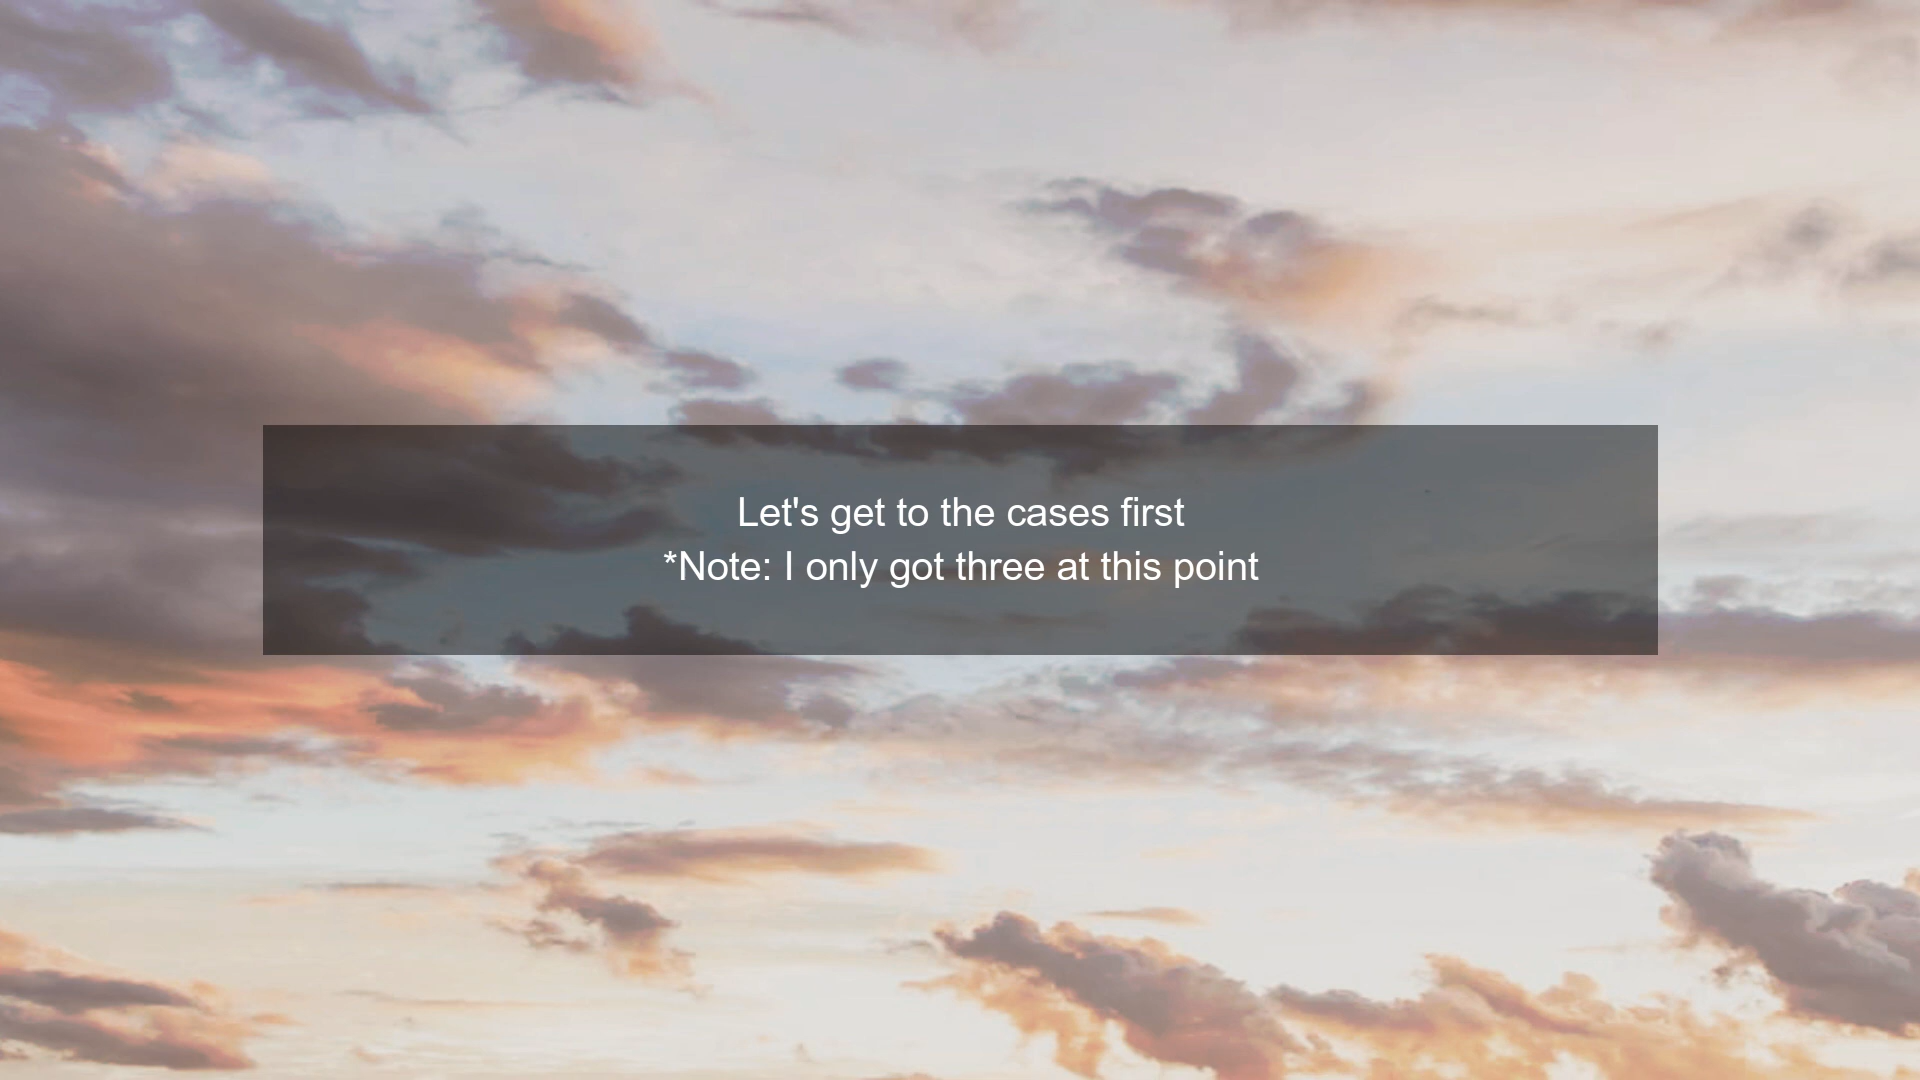 Let's get to the cases first
*Note: I only got three at this point